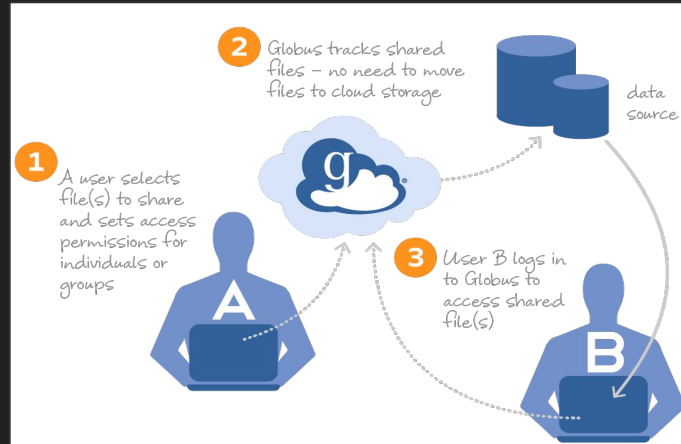 1
A user selects
file(s) to share
and sets access
permissions for
individuals or
groups
2
Globus tracks shared
files – no need to move
files to cloud storage
data
source
g
3
User B logs in
to Globus to
access shared
file(s)
A
B